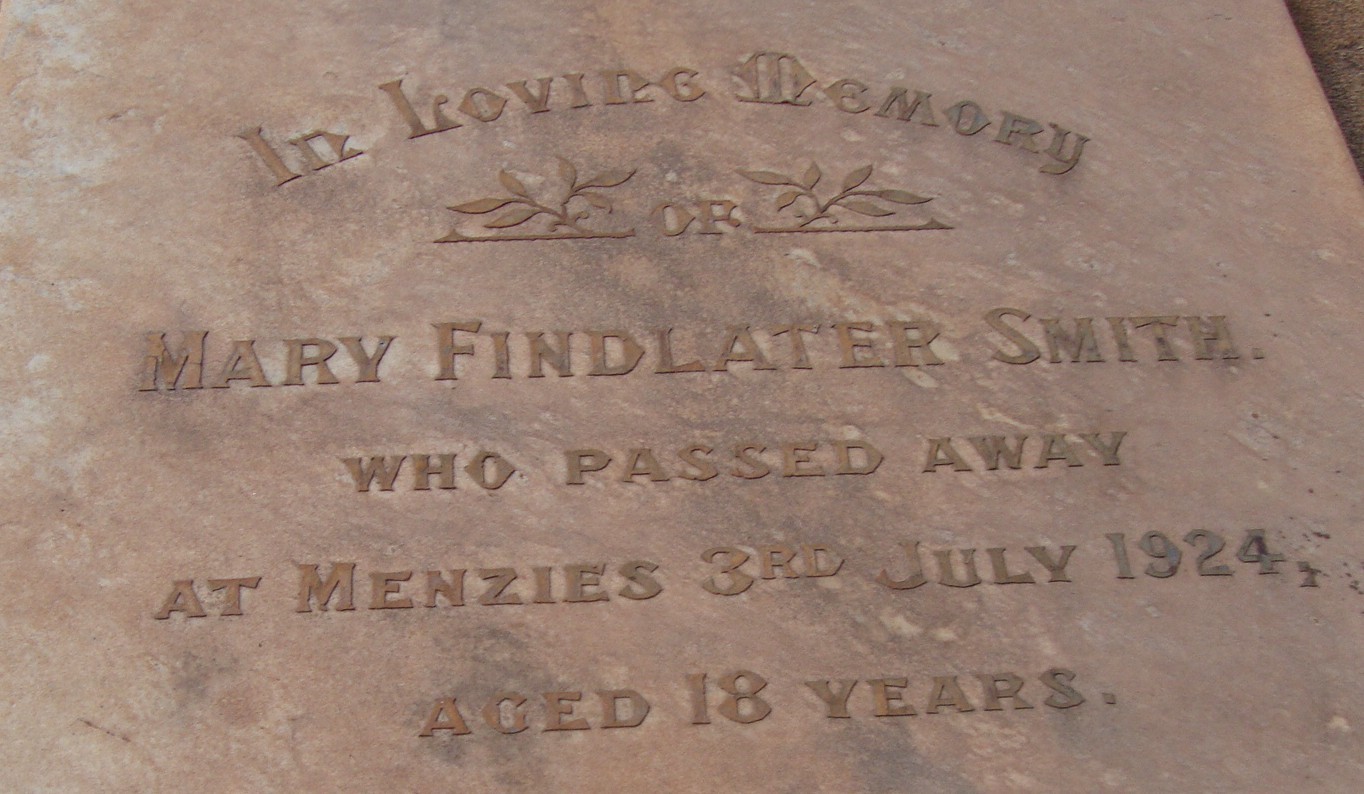 In Loving Memory
OF
MARY FINDLATER SMITH.
WHO PASSED AWAY
AT MENZIES 3RD JULY 1924,
AGED 18 YEARS.